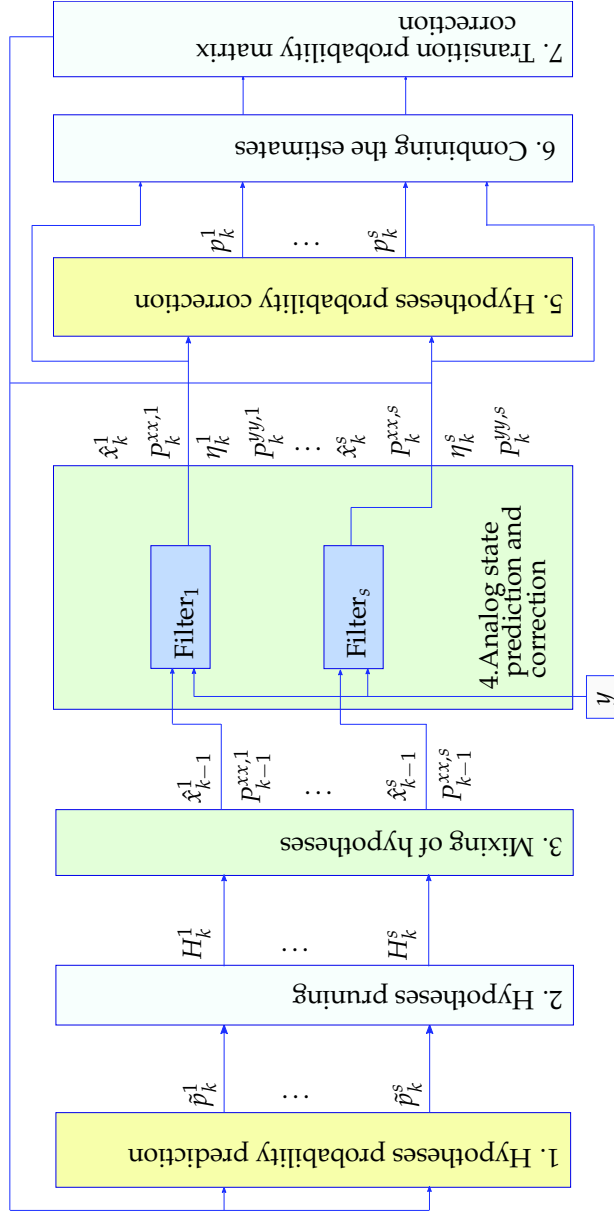 1. Hypotheses probability prediction
p̃_k^1
…
p̃_k^s
2. Hypotheses pruning
H_k^1
…
H_k^s
3. Mixing of hypotheses
x̂_{k−1}^1
P_{k−1}^{xx,1}
…
x̂_{k−1}^s
P_{k−1}^{xx,s}
y
4.Analog state
prediction and
correction
Filter_1
Filter_s
x̂_k^1
P_k^{xx,1}
η_k^1
P_k^{yy,1}
…
x̂_k^s
P_k^{xx,s}
η_k^s
P_k^{yy,s}
5. Hypotheses probability correction
p_k^1
…
p_k^s
6. Combining the estimates
7. Transition probability matrix
correction